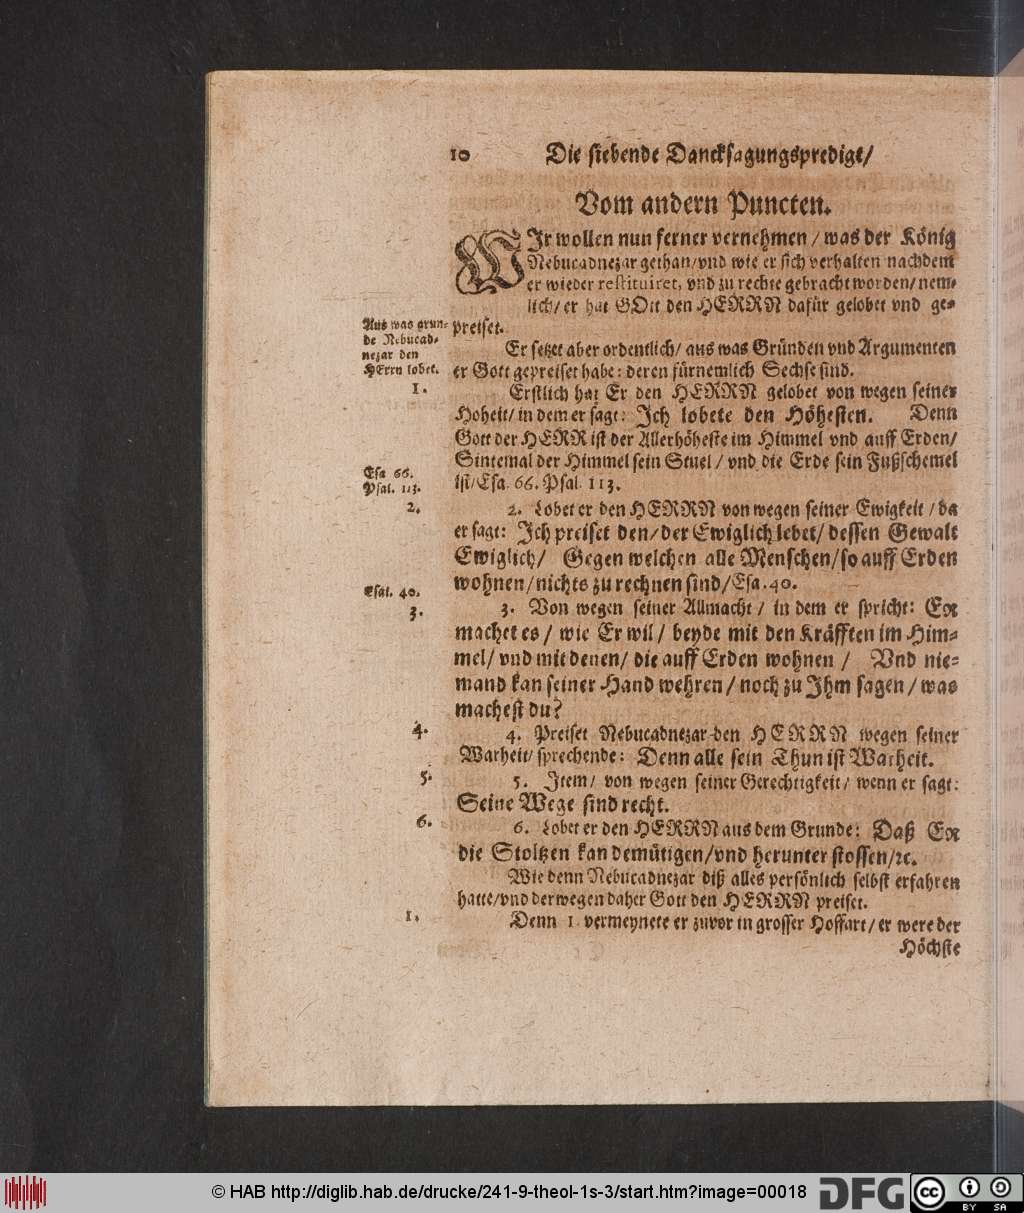 10 Die siebende Dancksagungspredigt/
Vom andern Puncten.
WIr wollen nun ferner vernehmen / was der König
Nebucadnezar gethan/vnd wie er sich verhalten nachdem
er wieder restituiret, vnd zu rechte gebracht worden/ nem-
lich/ er hat GOtt den HERRN dafür gelobet vnd ge-
preiset.
Aus was grun-
de Nebucad-
nezar den
HErrn lobet.
Er setzet aber ordentlich/ aus was Gründen vnd Argumenten
er Gott gepreiset habe: deren fürnemlich Sechse sind.
1.
Erstlich hat Er den HERRN gelobet von wegen seiner
Hoheit/ in dem er sagt: Jch lobete den Höhesten. Denn
Gott der HERR ist der Allerhöheste im Himmel vnd auff Erden/
Sintemal der Himmel sein Stuel / vnd die Erde sein Fußschemel
ist/Esa. 66. Psal. 113.
Esa 66.
Psal. 113.
2.
2. Lobet er den HERRN von wegen seiner Ewigkeit / da
er sagt: Jch preiset den/der Ewiglich lebet/ dessen Gewalt
Ewiglich/ Gegen welchen alle Menschen/so auff Erden
wohnen/nichts zu rechnen sind/Esa. 40.
Esai. 40.
3.
3. Von wegen seiner Allmacht / in dem er spricht: Er
machet es / wie Er wil / beyde mit den Kräfften im Him-
mel/ vnd mit denen/ die auff Erden wohnen / Vnd nie-
mand kan seiner Hand wehren / noch zu Jhm sagen / was
machest du?
4.
4. Preiset Nebucadnezar den HERRN wegen seiner
Warheit/ sprechende: Denn alle sein Thun ist Warheit.
5.
5. Jtem/ von wegen seiner Gerechtigkeit/ wenn er sagt:
Seine Wege sind recht.
6.
6. Lobet er den HERRN aus dem Grunde: Daß Er
die Stoltzen kan demütigen/vnd herunter stossen/ꝛc.
Wie denn Nebucadnezar diß alles persönlich selbst erfahren
hatte/vnd derwegen daher Gott den HERRN preiset.
1.
Denn 1. vermeynete er zuvor in grosser Hoffart/ er were der
Höchste
© HAB http://diglib.hab.de/drucke/241-9-theol-1s-3/start.htm?image=00018 DFG cc BY SA